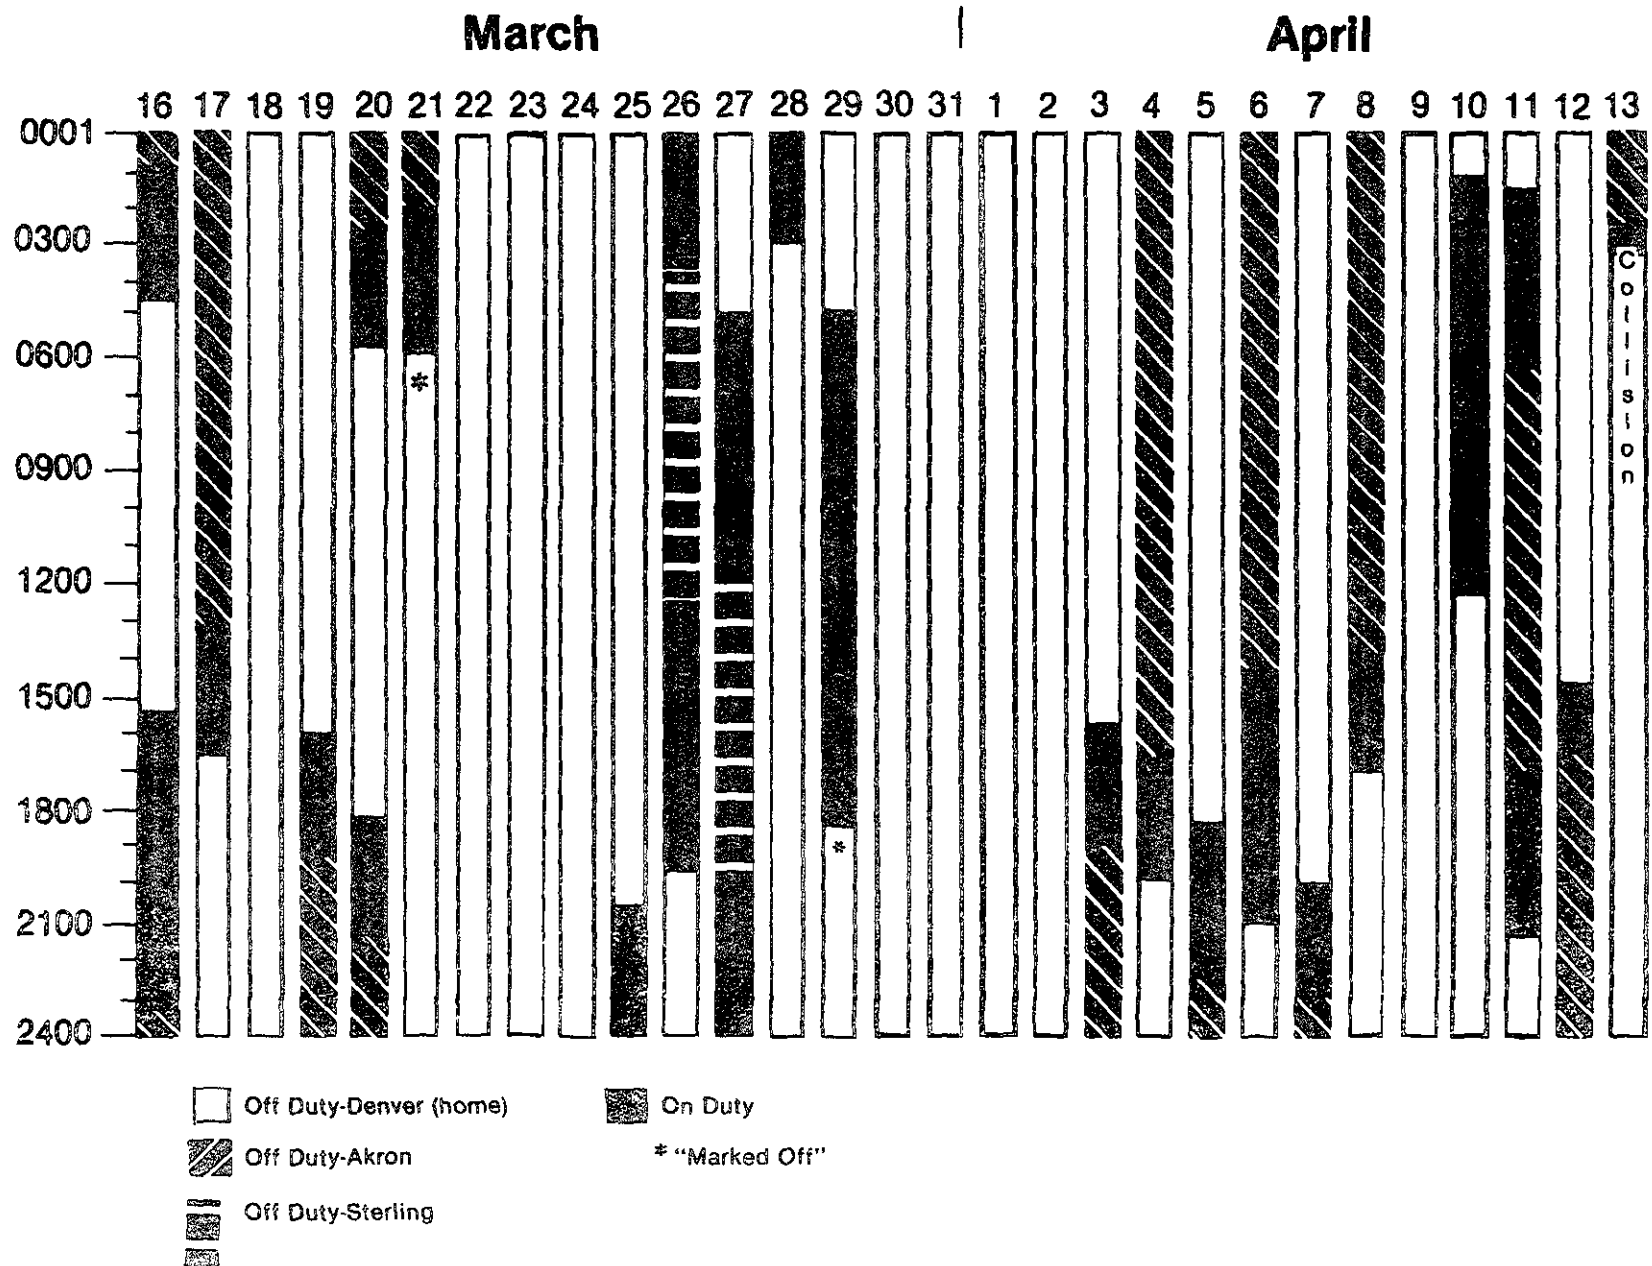 March | April
16 17 18 19 20 21 22 23 24 25 26 27 28 29 30 31 1 2 3 4 5 6 7 8 9 10 11 12 13
0001
0300
0600
0900
1200
1500
1800
2100
2400
*
*
Collision
Off Duty-Denver (home)
On Duty
Off Duty-Akron
* "Marked Off"
Off Duty-Sterling